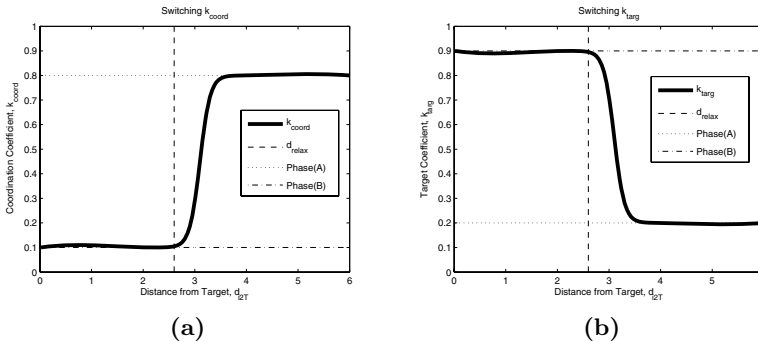 Switching k_coord
Coordination Coefficient, k_coord
1
0.9
0.8
0.7
0.6
0.5
0.4
0.3
0.2
0.1
0
0 1 2 3 4 5 6
Distance from Target, d_l2T
k_coord
d_relax
Phase(A)
Phase(B)
(a)
Switching k_targ
Target Coefficient, k_targ
1
0.9
0.8
0.7
0.6
0.5
0.4
0.3
0.2
0.1
0
0 1 2 3 4 5
Distance from Target, d_l2T
k_targ
d_relax
Phase(A)
Phase(B)
(b)